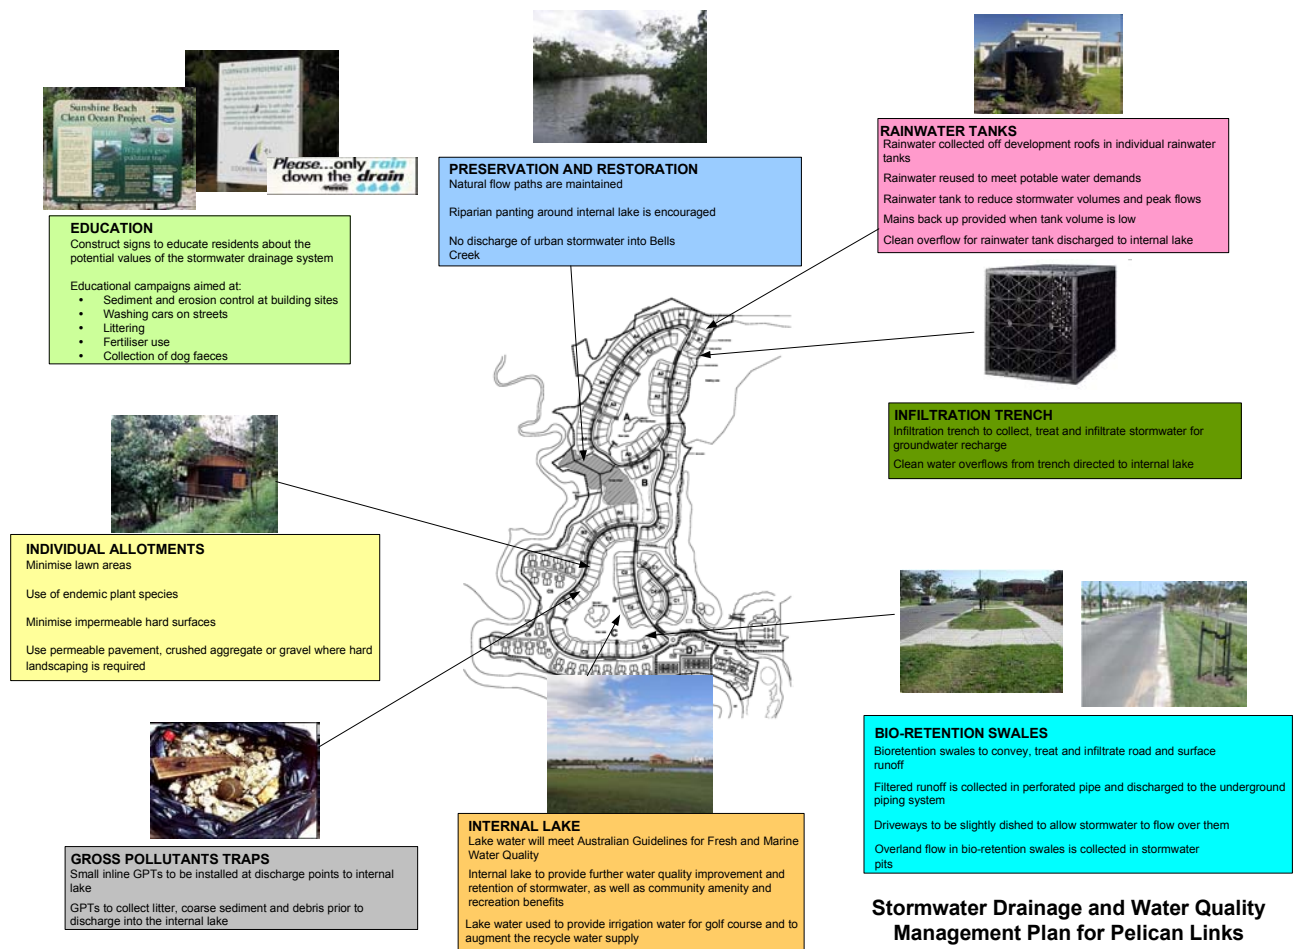 Sunshine Beach
Clean Ocean Project
STORMWATER IMPROVEMENT AREA
Please...only rain
down the drain
EDUCATION
Construct signs to educate residents about the
potential values of the stormwater drainage system
Educational campaigns aimed at:
• Sediment and erosion control at building sites
• Washing cars on streets
• Littering
• Fertiliser use
• Collection of dog faeces
PRESERVATION AND RESTORATION
Natural flow paths are maintained
Riparian panting around internal lake is encouraged
No discharge of urban stormwater into Bells
Creek
RAINWATER TANKS
Rainwater collected off development roofs in individual rainwater
tanks
Rainwater reused to meet potable water demands
Rainwater tank to reduce stormwater volumes and peak flows
Mains back up provided when tank volume is low
Clean overflow for rainwater tank discharged to internal lake
INFILTRATION TRENCH
Infiltration trench to collect, treat and infiltrate stormwater for
groundwater recharge
Clean water overflows from trench directed to internal lake
A
B
C
D
INDIVIDUAL ALLOTMENTS
Minimise lawn areas
Use of endemic plant species
Minimise impermeable hard surfaces
Use permeable pavement, crushed aggregate or gravel where hard
landscaping is required
GROSS POLLUTANTS TRAPS
Small inline GPTs to be installed at discharge points to internal
lake
GPTs to collect litter, coarse sediment and debris prior to
discharge into the internal lake
INTERNAL LAKE
Lake water will meet Australian Guidelines for Fresh and Marine
Water Quality
Internal lake to provide further water quality improvement and
retention of stormwater, as well as community amenity and
recreation benefits
Lake water used to provide irrigation water for golf course and to
augment the recycle water supply
BIO-RETENTION SWALES
Bioretention swales to convey, treat and infiltrate road and surface
runoff
Filtered runoff is collected in perforated pipe and discharged to the underground
piping system
Driveways to be slightly dished to allow stormwater to flow over them
Overland flow in bio-retention swales is collected in stormwater
pits
Stormwater Drainage and Water Quality
Management Plan for Pelican Links